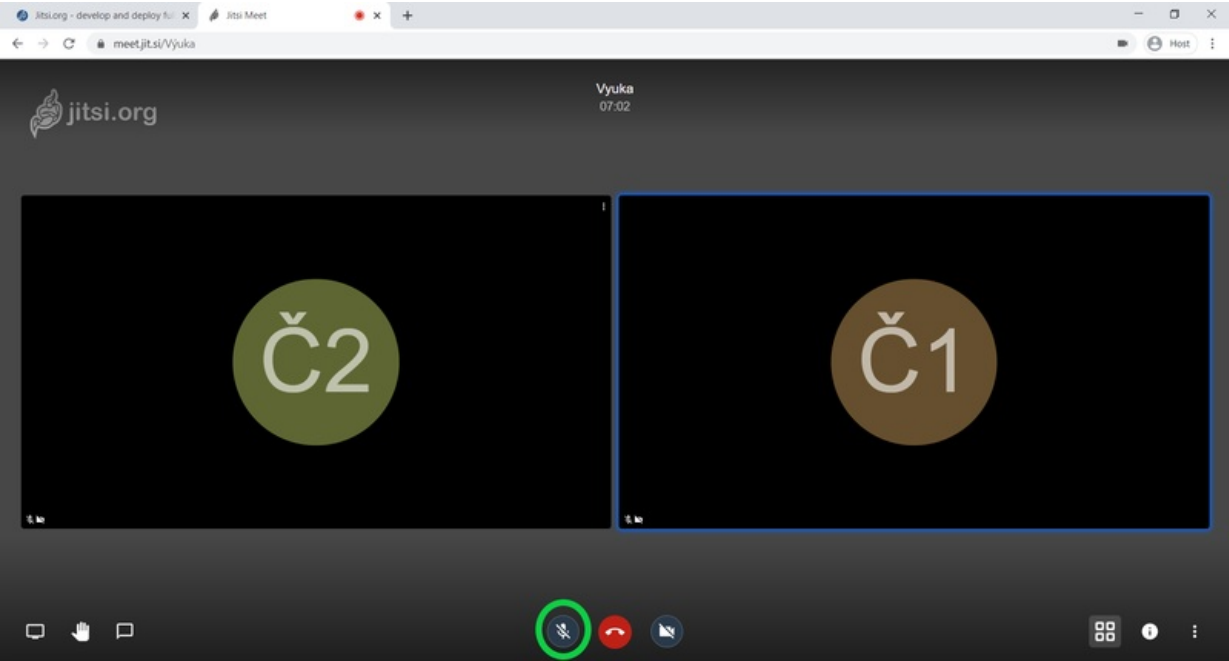 Jitsi.org - develop and deploy ful
Jitsi Meet
meet.jit.si/Výuka
Host
jitsi.org
Vyuka
07:02
Č2
Č1